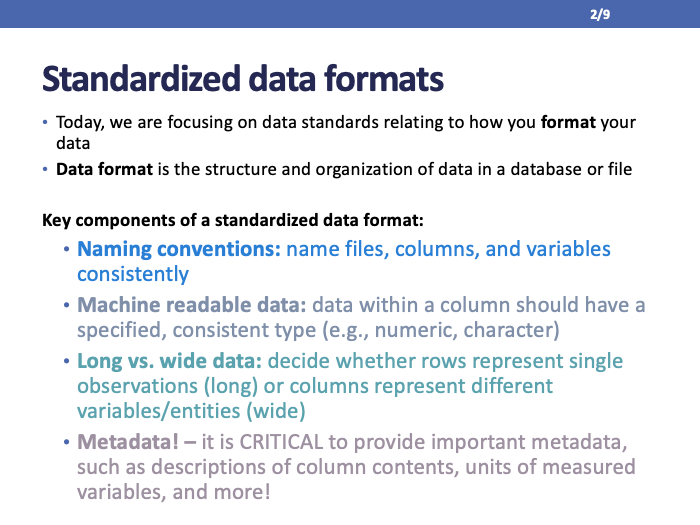 2/9
Standardized data formats
• Today, we are focusing on data standards relating to how you format your
data
• Data format is the structure and organization of data in a database or file
Key components of a standardized data format:
• Naming conventions: name files, columns, and variables
consistently
• Machine readable data: data within a column should have a
specified, consistent type (e.g., numeric, character)
• Long vs. wide data: decide whether rows represent single
observations (long) or columns represent different
variables/entities (wide)
• Metadata! – it is CRITICAL to provide important metadata,
such as descriptions of column contents, units of measured
variables, and more!